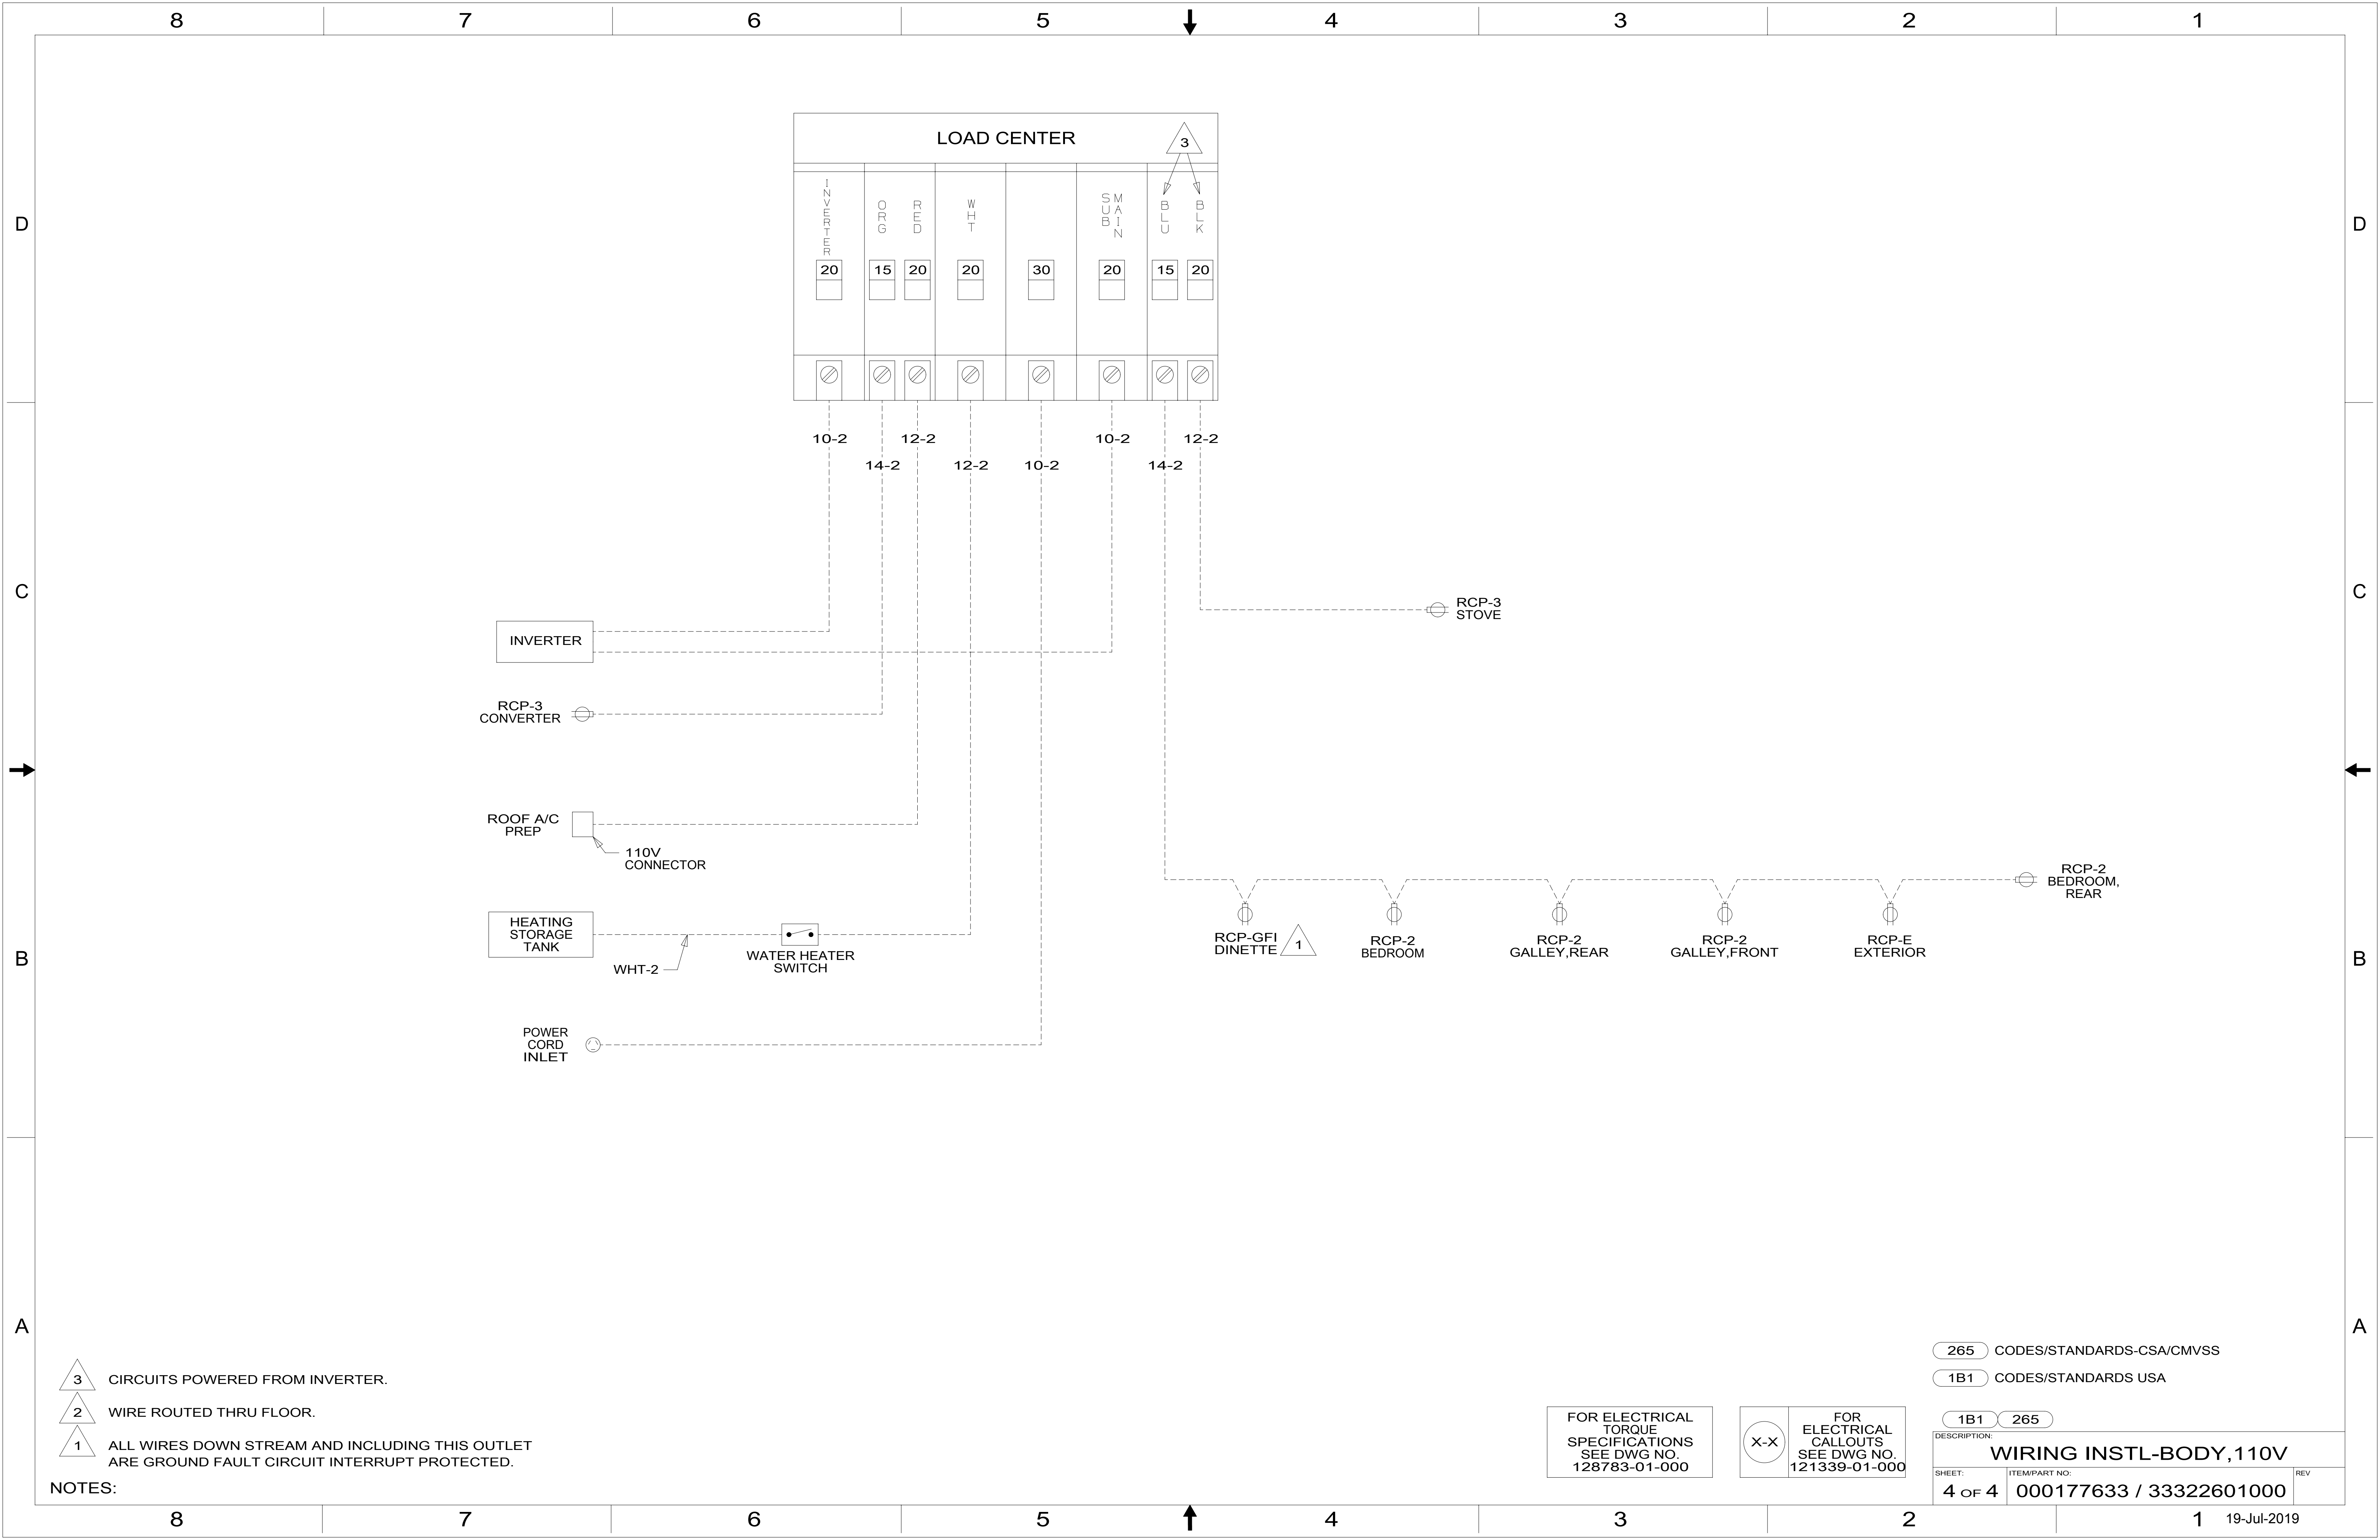 8 7 6 5 4 3 2 1
LOAD CENTER
3
INVERTER
ORG
RED
WHT
SUB
MAIN
BLU
BLK
20 15 20 20 30 20 15 20
10-2 12-2 10-2 12-2
14-2 12-2 10-2 14-2
D D
C C
INVERTER
RCP-3
STOVE
RCP-3
CONVERTER
ROOF A/C
PREP
110V
CONNECTOR
HEATING
STORAGE
TANK
WHT-2
WATER HEATER
SWITCH
POWER
CORD
INLET
RCP-GFI
DINETTE
1
RCP-2
BEDROOM
RCP-2
GALLEY,REAR
RCP-2
GALLEY,FRONT
RCP-E
EXTERIOR
RCP-2
BEDROOM,
REAR
B B
A A
3 CIRCUITS POWERED FROM INVERTER.
2 WIRE ROUTED THRU FLOOR.
1 ALL WIRES DOWN STREAM AND INCLUDING THIS OUTLET
ARE GROUND FAULT CIRCUIT INTERRUPT PROTECTED.
NOTES:
FOR ELECTRICAL
TORQUE
SPECIFICATIONS
SEE DWG NO.
128783-01-000
X-X
FOR
ELECTRICAL
CALLOUTS
SEE DWG NO.
121339-01-000
265 CODES/STANDARDS-CSA/CMVSS
1B1 CODES/STANDARDS USA
1B1 265
DESCRIPTION:
WIRING INSTL-BODY,110V
SHEET:
4 OF 4
ITEM/PART NO:
000177633 / 33322601000
REV
8 7 6 5 4 3 2 1
19-Jul-2019